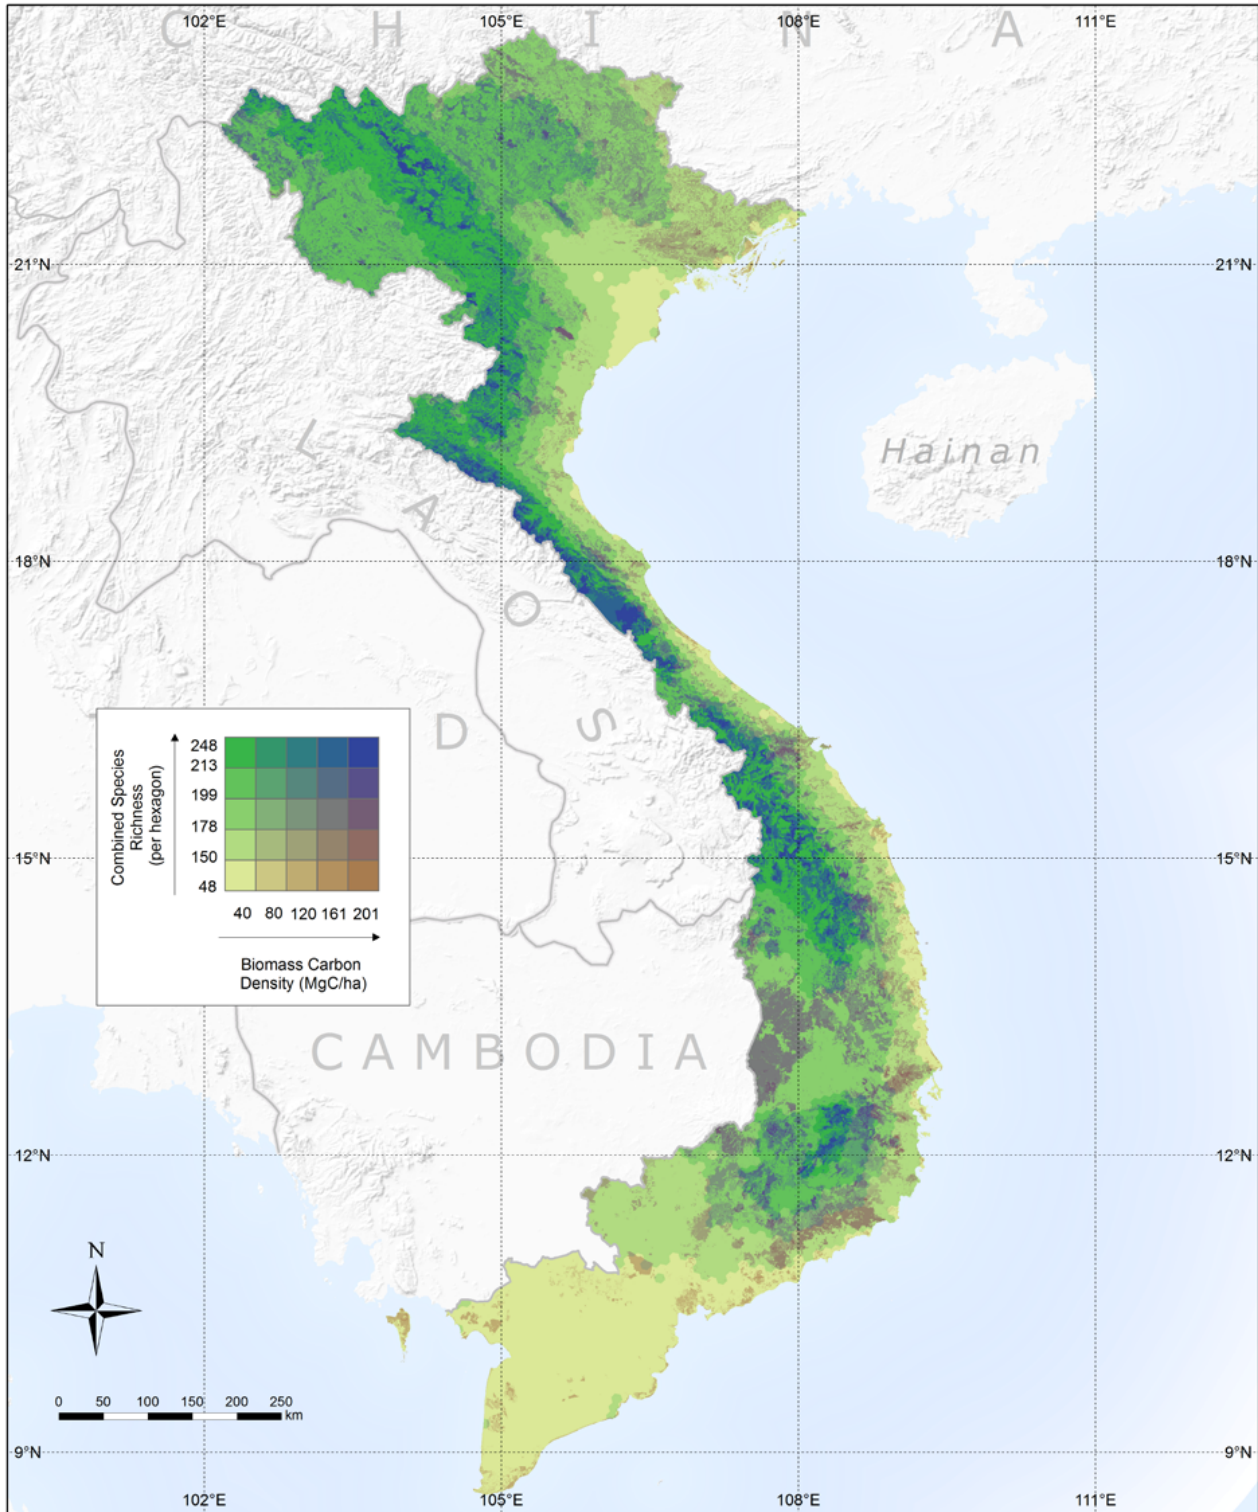 102°E 105°E 108°E 111°E
C H I N A
21°N 21°N
Hainan
L A O S
18°N 18°N
D
Combined Species
Richness
(per hexagon)
248
213
199
178
150
48
40 80 120 161 201
Biomass Carbon
Density (MgC/ha)
15°N 15°N
CAMBODIA
12°N 12°N
N
0 50 100 150 200 250
km
9°N 9°N
102°E 105°E 108°E 111°E